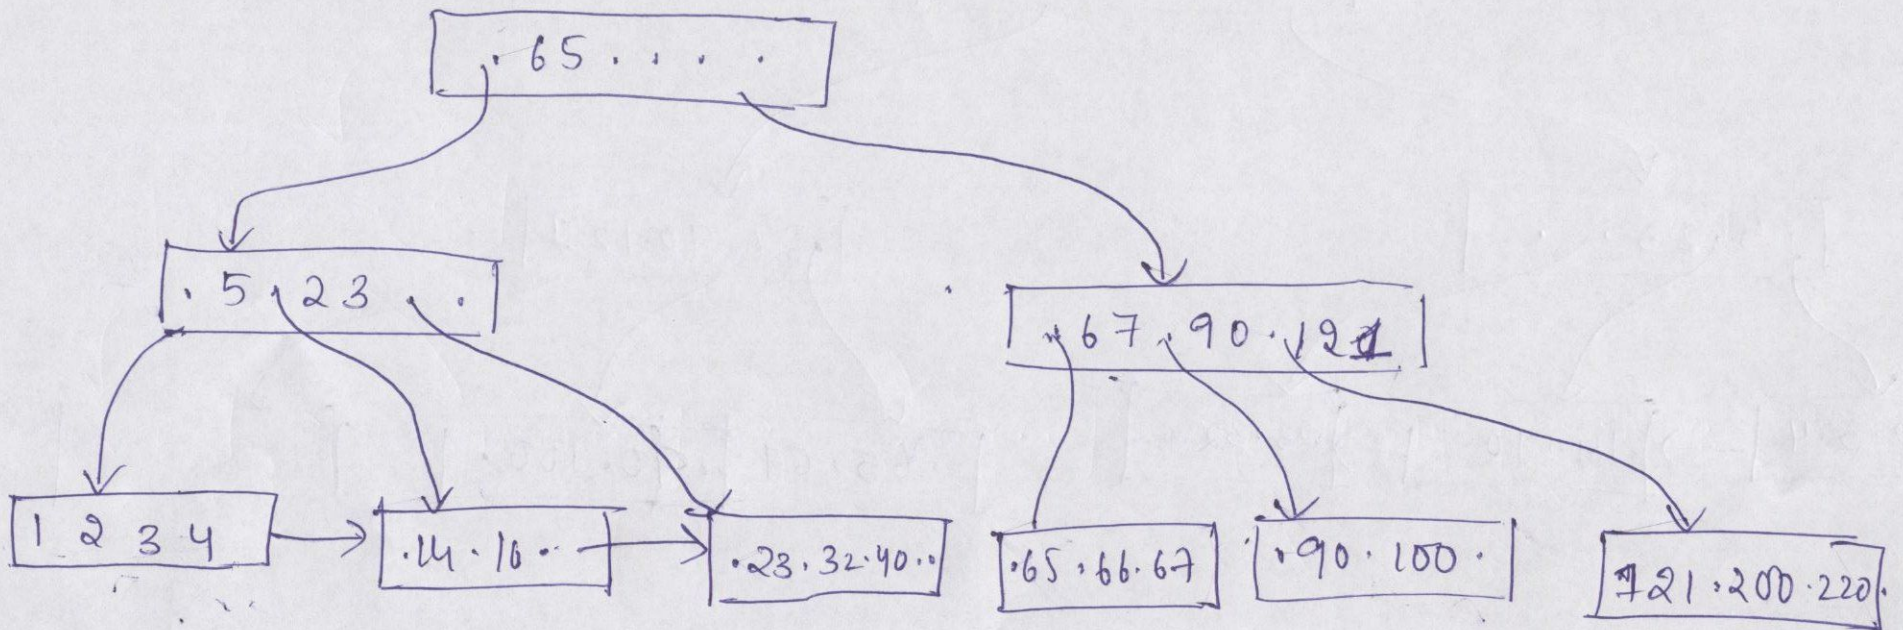 . 65 . . . .
. 5 . 23 . .
. 67 . 90 . 121
1 2 3 4
.14 . 16 . .
.23.32.40..
.65.66.67
.90.100.
121.200.220.